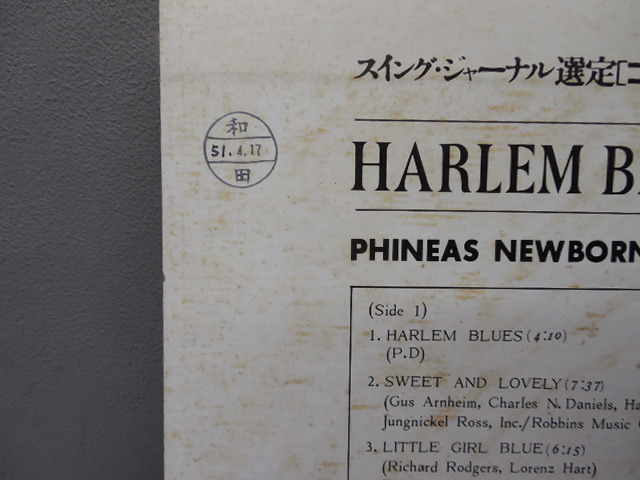 スイング・ジャーナル選定[
和
51.4.17
田
HARLEM B
PHINEAS NEWBORN
(Side 1)
1. HARLEM BLUES (4:10)
(P.D)
2. SWEET AND LOVELY (7:37)
(Gus Arnheim, Charles N. Daniels, Ha
Jungnickel Ross, Inc./Robbins Music
3. LITTLE GIRL BLUE (6:15)
(Richard Rodgers, Lorenz Hart)